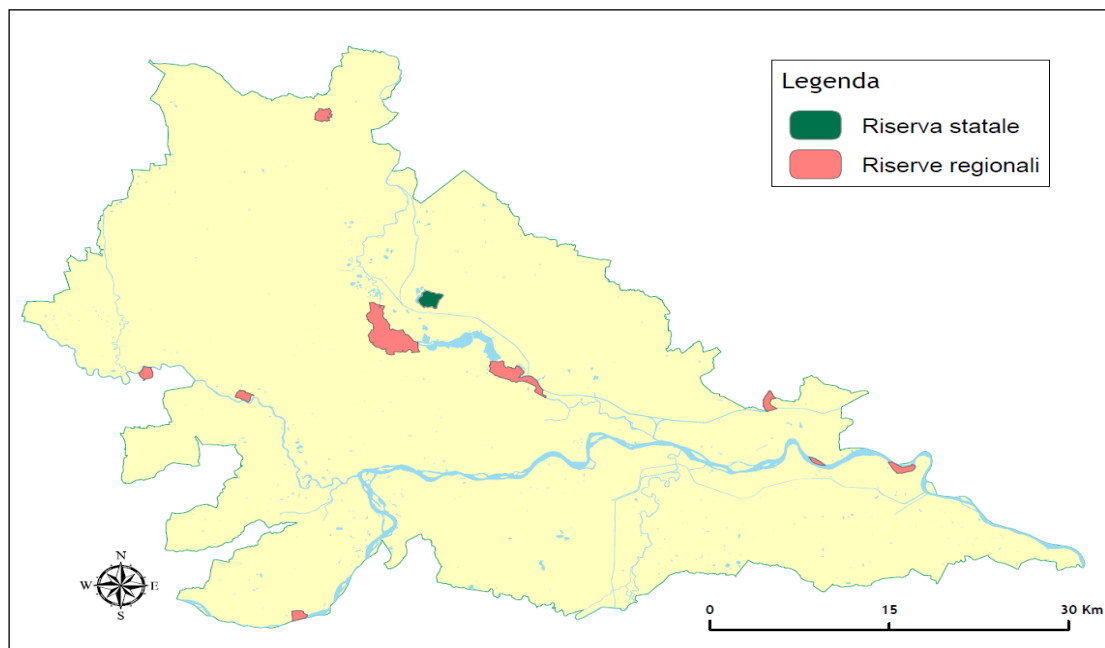 Legenda
Riserva statale
Riserve regionali
N
W E
S
0 15 30 Km